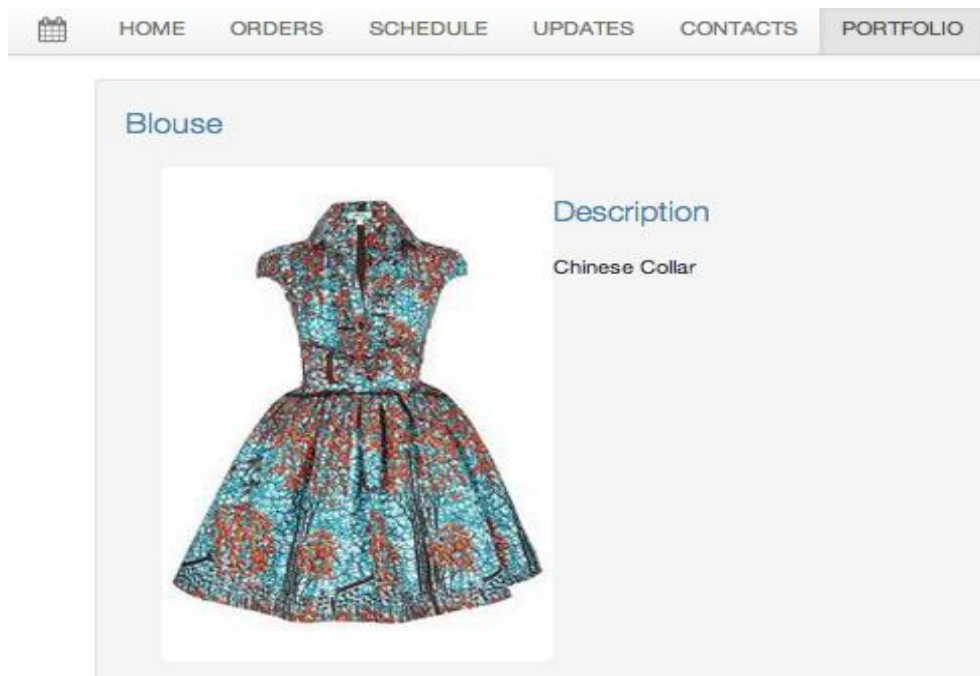 HOME ORDERS SCHEDULE UPDATES CONTACTS PORTFOLIO
Blouse
Description
Chinese Collar